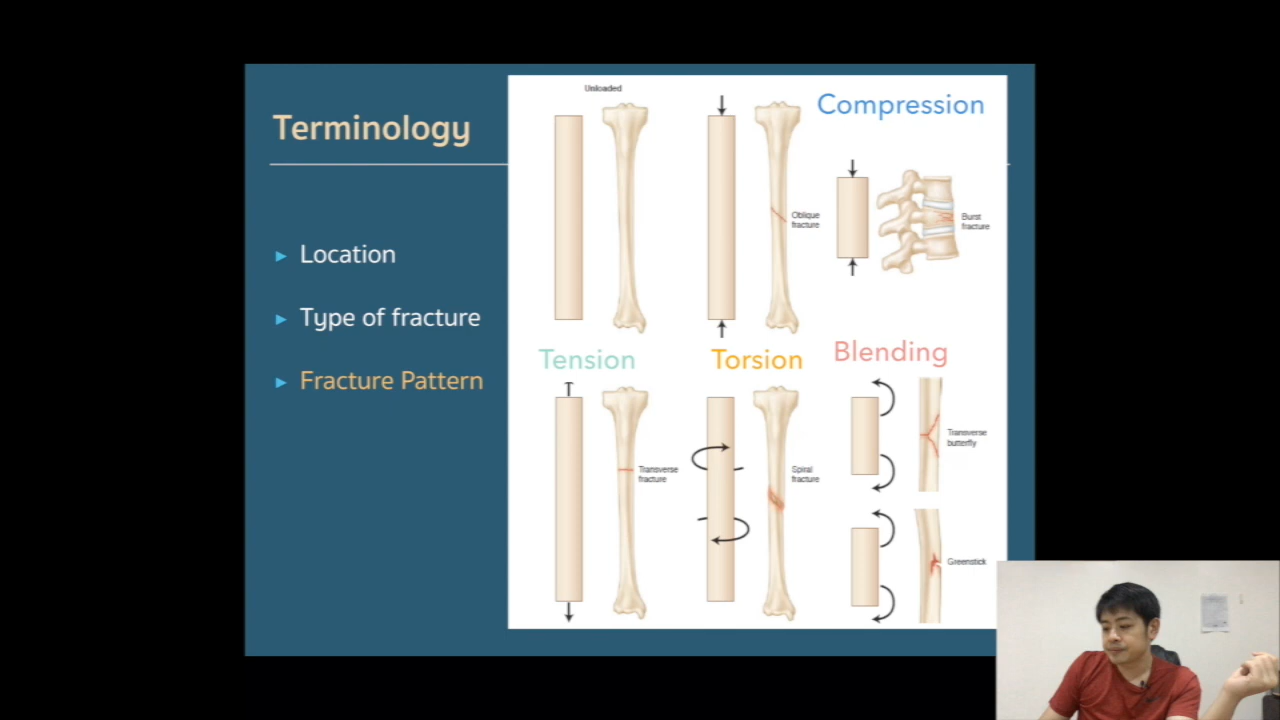 Terminology
Location
Type of fracture
Fracture Pattern
Unloaded
Compression
Oblique
fracture
Burst
fracture
Tension
Torsion
Blending
Transverse
fracture
Spiral
fracture
Transverse
butterfly
Greenstick